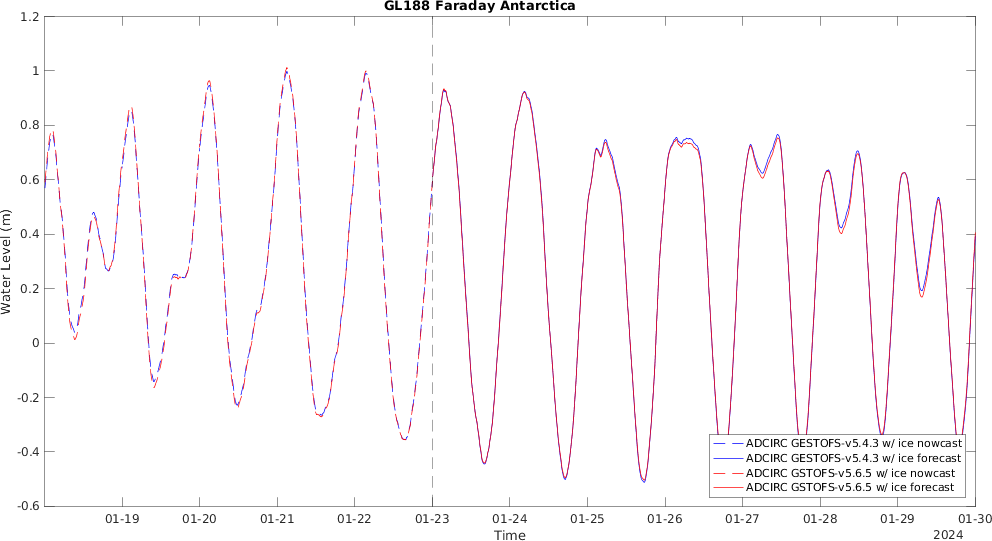 GL188 Faraday Antarctica
1.2
1
0.8
0.6
0.4
0.2
0
-0.2
-0.4
-0.6
Water Level (m)
ADCIRC GESTOFS-v5.4.3 w/ ice nowcast
ADCIRC GESTOFS-v5.4.3 w/ ice forecast
ADCIRC GSTOFS-v5.6.5 w/ ice nowcast
ADCIRC GSTOFS-v5.6.5 w/ ice forecast
01-19 01-20 01-21 01-22 01-23 01-24 01-25 01-26 01-27 01-28 01-29 01-30
Time
2024